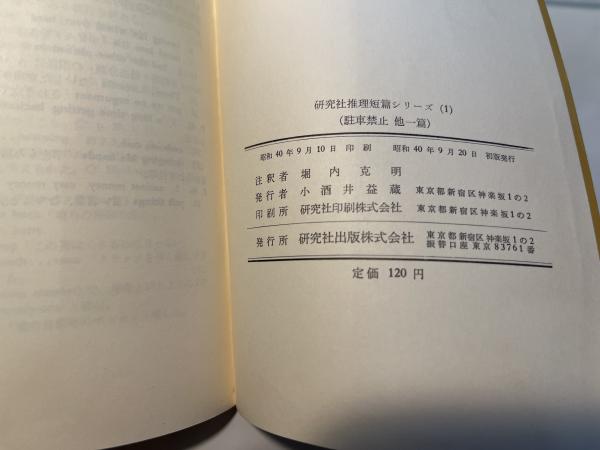 研究社推理短篇シリーズ (1)
(駐車禁止 他一篇)
昭和 40 年 9 月 10 日 印 刷 昭和 40 年 9 月 20 日 初版発行
注釈者 堀 内 克 明
発行者 小 酒 井 益 蔵 東京都新宿区神楽坂1の2
印刷所 研究社印刷株式会社 東京都新宿区神楽坂1の2
発行所 研究社出版株式会社 東京都新宿区神楽坂1の2
振替口座東京83761番
定価 120 円